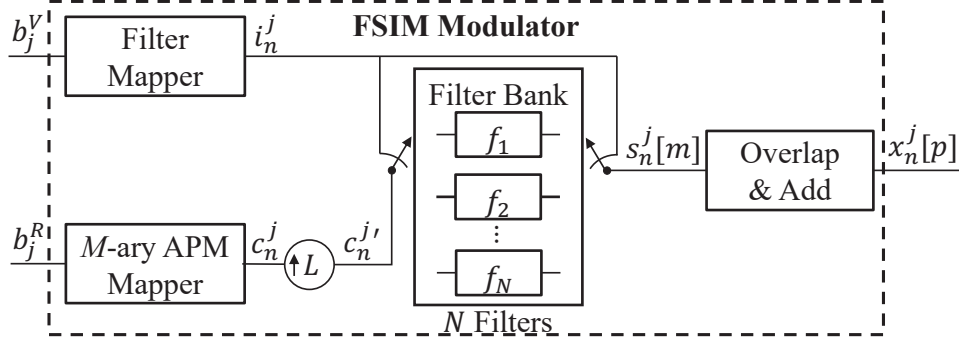 FSIM Modulator
b_j^V
Filter
Mapper
i_n^j
Filter Bank
f_1
f_2
⋮
f_N
N Filters
s_n^j[m]
Overlap
& Add
x_n^j[p]
b_j^R
M-ary APM
Mapper
c_n^j
↑L
c_n^j'